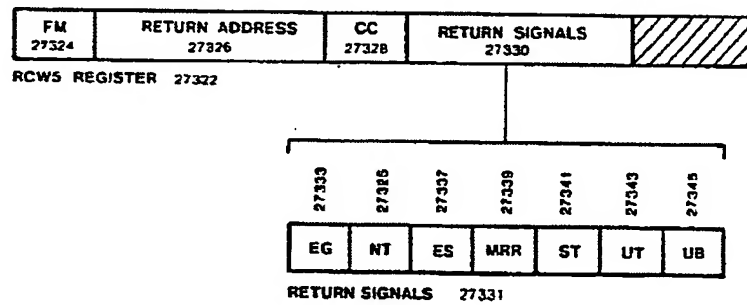 FM RETURN ADDRESS CC RETURN SIGNALS
27324 27326 27328 27330
RCWS REGISTER 27322
27333 27325 27337 27339 27341 27343 27345
EG NT ES MRR ST UT UB
RETURN SIGNALS 27331